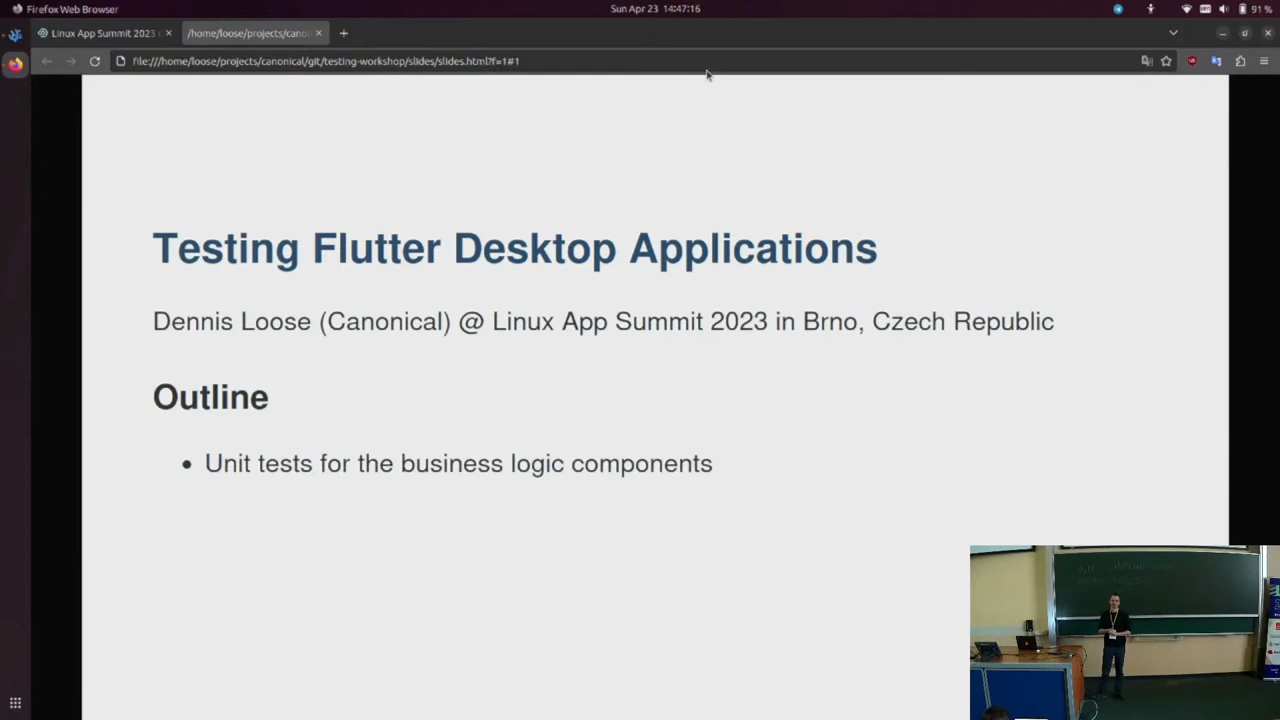 Firefox Web Browser
Sun Apr 23 14:47:16
91 %
Linux App Summit 2023
/home/loose/projects/cano
file:///home/loose/projects/canonical/git/testing-workshop/slides/slides.html?f=1#1
Testing Flutter Desktop Applications
Dennis Loose (Canonical) @ Linux App Summit 2023 in Brno, Czech Republic
Outline
• Unit tests for the business logic components